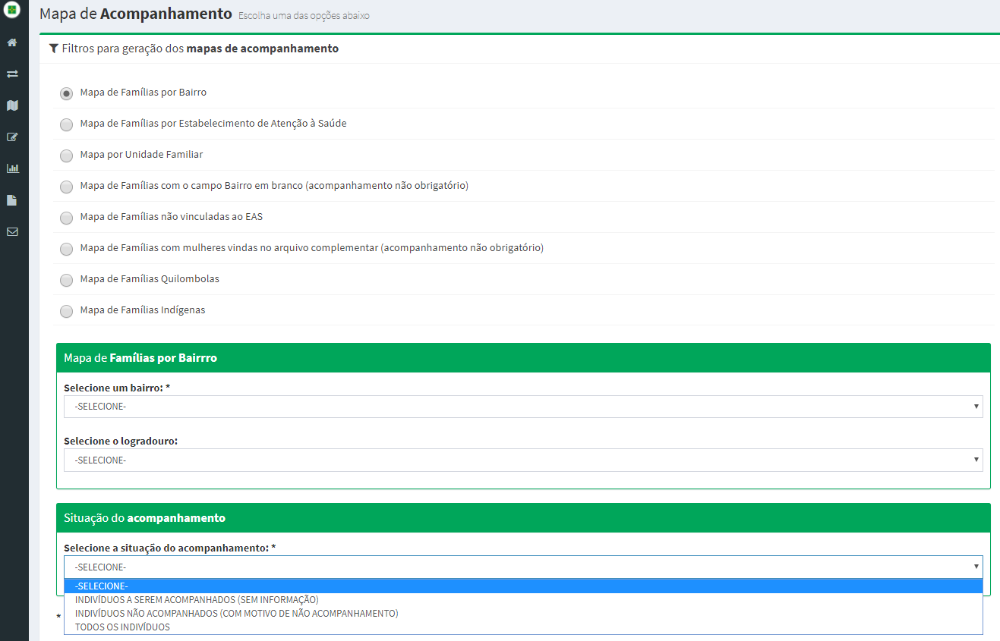 Mapa de Acompanhamento Escolha uma das opções abaixo
Filtros para geração dos mapas de acompanhamento
Mapa de Famílias por Bairro
Mapa de Famílias por Estabelecimento de Atenção à Saúde
Mapa por Unidade Familiar
Mapa de Famílias com o campo Bairro em branco (acompanhamento não obrigatório)
Mapa de Famílias não vinculadas ao EAS
Mapa de Famílias com mulheres vindas no arquivo complementar (acompanhamento não obrigatório)
Mapa de Famílias Quilombolas
Mapa de Famílias Indígenas
Mapa de Famílias por Bairrro
Selecione um bairro: *
-SELECIONE-
Selecione o logradouro:
-SELECIONE-
Situação do acompanhamento
Selecione a situação do acompanhamento: *
-SELECIONE-
-SELECIONE-
INDIVÍDUOS A SEREM ACOMPANHADOS (SEM INFORMAÇÃO)
INDIVÍDUOS NÃO ACOMPANHADOS (COM MOTIVO DE NÃO ACOMPANHAMENTO)
*
TODOS OS INDIVÍDUOS